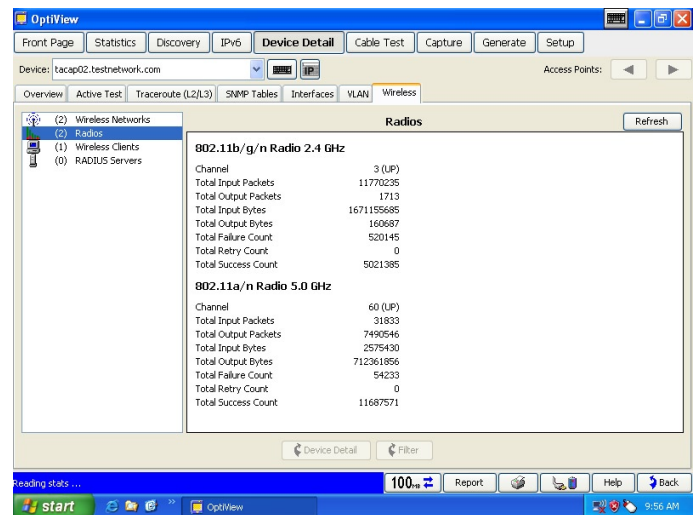 OptiView
Front Page Statistics Discovery IPv6 Device Detail Cable Test Capture Generate Setup
Device: tacap02.testnetwork.com IP Access Points:
Overview Active Test Traceroute (L2/L3) SNMP Tables Interfaces VLAN Wireless
(2) Wireless Networks
(2) Radios
(1) Wireless Clients
(0) RADIUS Servers
Radios Refresh
802.11b/g/n Radio 2.4 GHz
Channel 3 (UP)
Total Input Packets 11770235
Total Output Packets 1713
Total Input Bytes 1671155685
Total Output Bytes 160687
Total Failure Count 520145
Total Retry Count 0
Total Success Count 5021385
802.11a/n Radio 5.0 GHz
Channel 60 (UP)
Total Input Packets 31833
Total Output Packets 7490546
Total Input Bytes 2575430
Total Output Bytes 712361856
Total Failure Count 54233
Total Retry Count 0
Total Success Count 11687571
Device Detail Filter
Reading stats ... 100 Report Help Back
start OptiView 9:56 AM